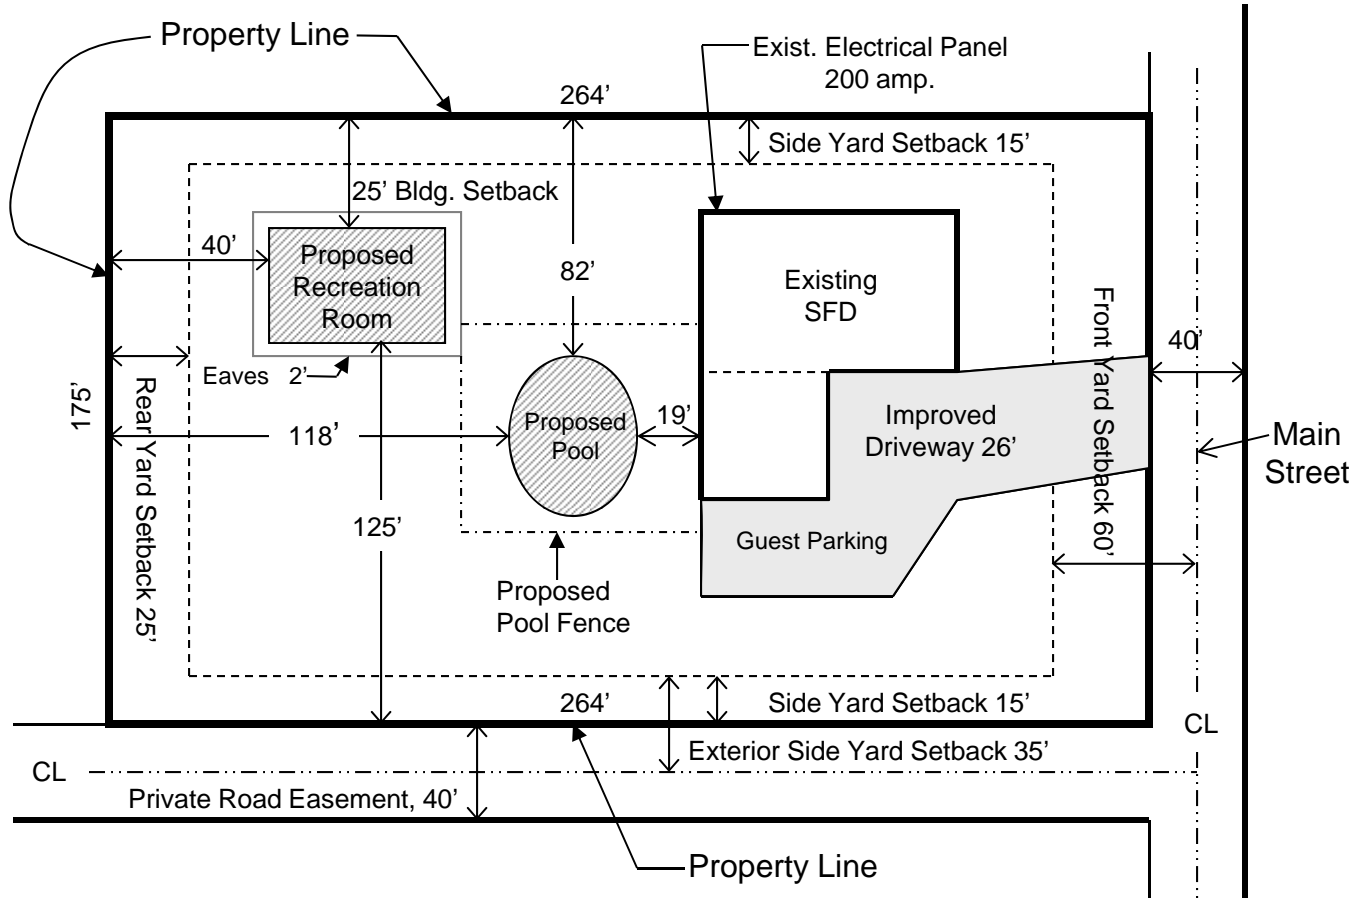 Property Line
Exist. Electrical Panel
200 amp.
264’
Side Yard Setback 15’
25’ Bldg. Setback
40’
Proposed
Recreation
Room
82’
Existing
SFD
Front Yard Setback 60’
40’
Eaves 2’
175’
Rear Yard Setback 25’
118’
Proposed
Pool
19’
Improved
Driveway 26’
Main
Street
125’
Guest Parking
Proposed
Pool Fence
264’
Side Yard Setback 15’
CL
Exterior Side Yard Setback 35’
CL
Private Road Easement, 40’
Property Line